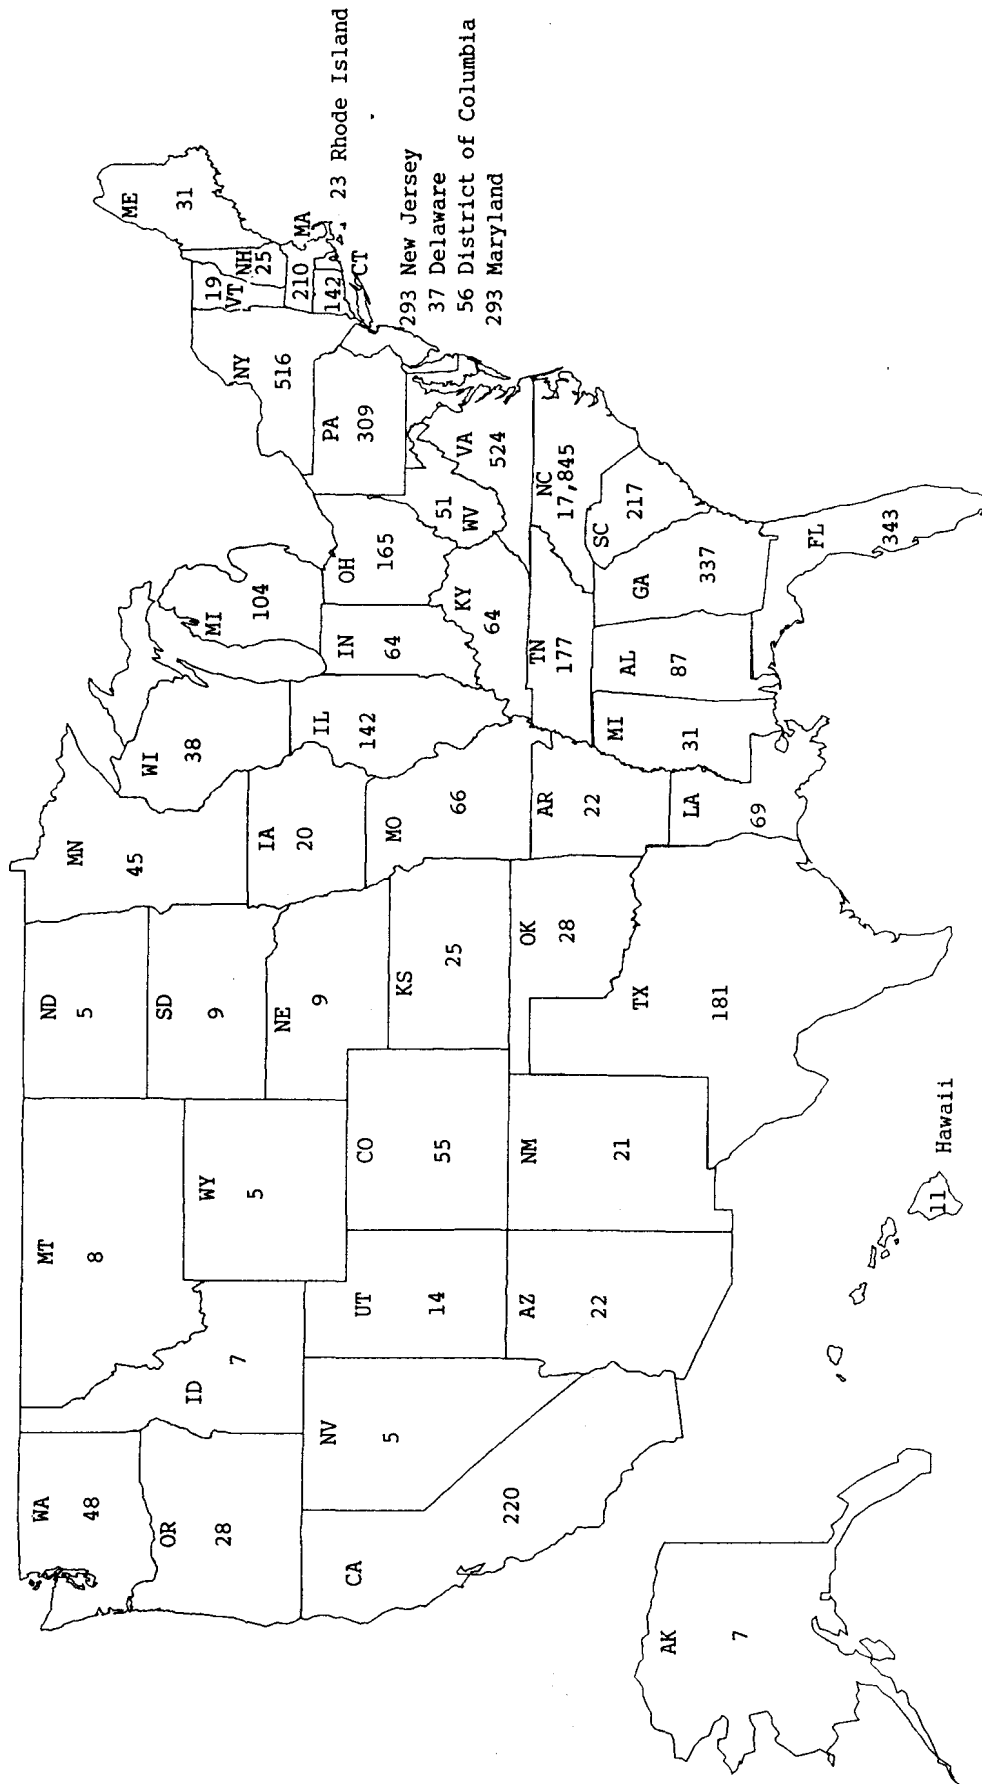 WA
48
MT
8
ND
5
MN
45
ME
31
19
VT
NH
25
OR
28
ID
7
WY
5
SD
9
WI
38
MI
104
NY
516
210
MA
142
CT
23 Rhode Island
NV
5
UT
14
CO
55
NE
9
IA
20
IL
142
IN
64
OH
165
PA
309
293 New Jersey
37 Delaware
56 District of Columbia
293 Maryland
CA
220
KS
25
MO
66
KY
64
51
WV
VA
524
AZ
22
NM
21
OK
28
AR
22
TN
177
NC
17,845
SC
217
TX
181
LA
69
MI
31
AL
87
GA
337
FL
343
AK
7
11
Hawaii